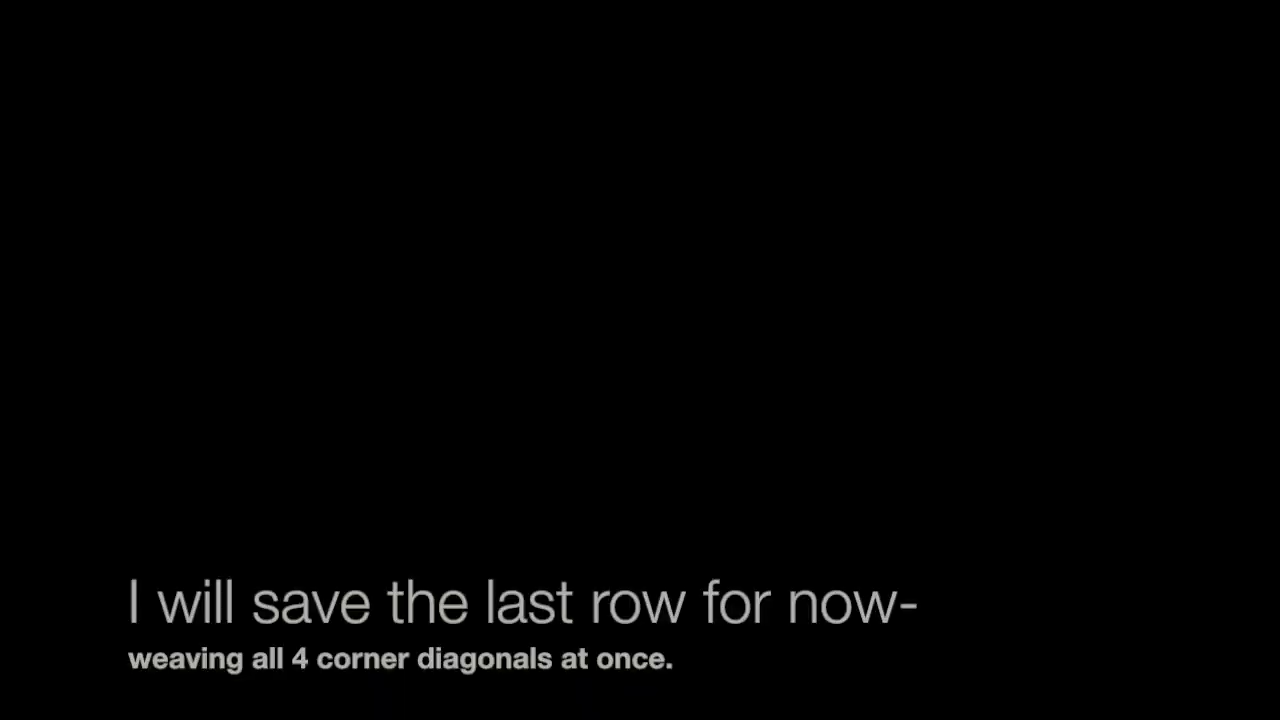 I will save the last row for now-
weaving all 4 corner diagonals at once.